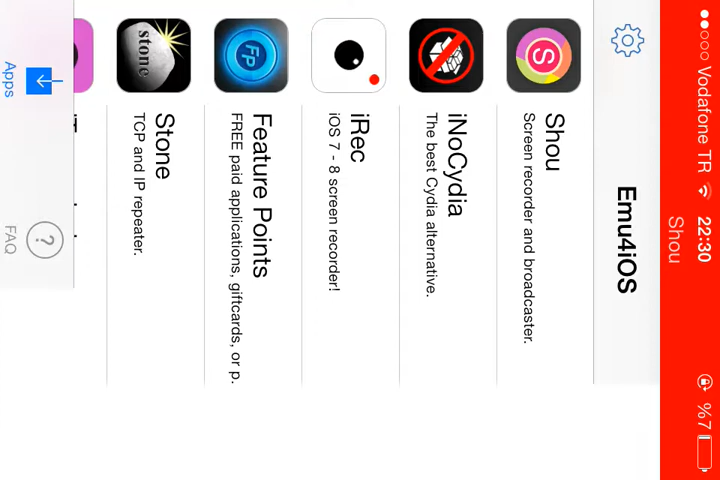 Vodafone TR 22:30 %7
Shou
Emu4iOS
S
Shou
Screen recorder and broadcaster.
iNoCydia
The best Cydia alternative.
iRec
iOS 7 - 8 screen recorder!
FP
Feature Points
FREE paid applications, giftcards, or p.
stone
Stone
TCP and IP repeater.
Apps
?
FAQ